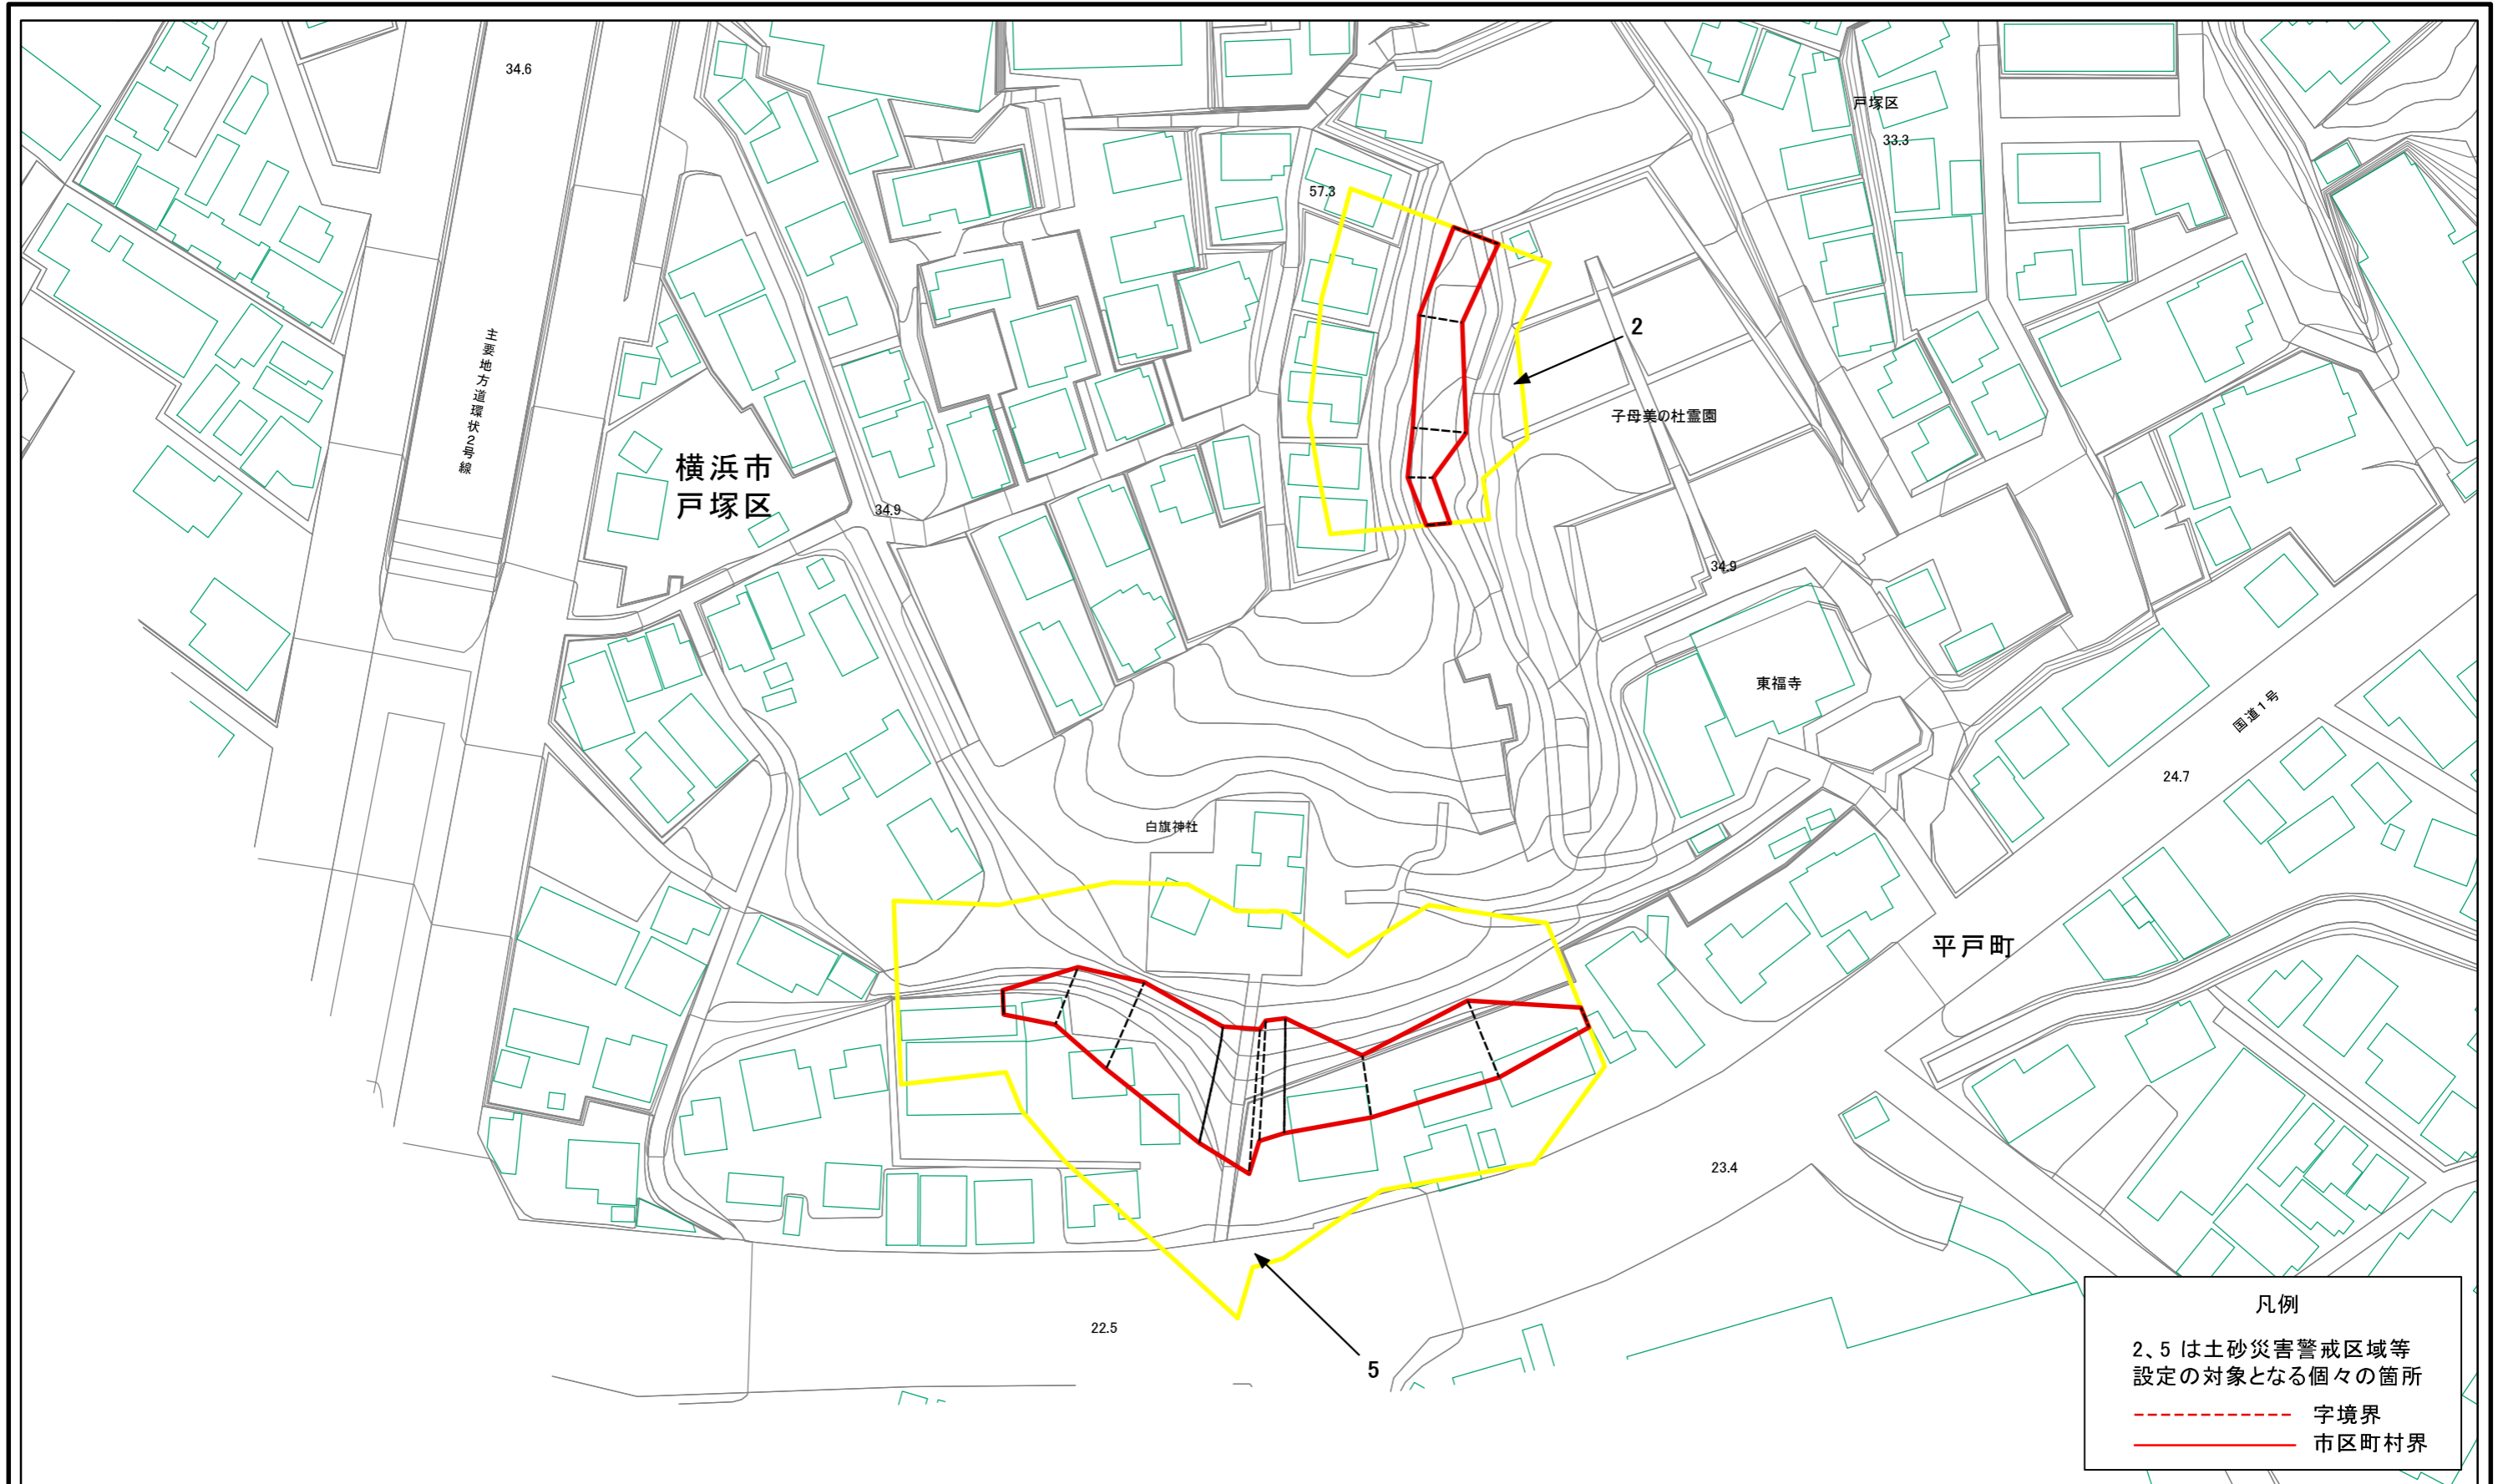 34.6
戸塚区
33.3
57.3
2
主要地方道環状2号線
子母美の杜霊園
横浜市
戸塚区
34.9
34.9
東福寺
国道1号
24.7
白旗神社
平戸町
23.4
22.5
5
凡例
2、5 は土砂災害警戒区域等
設定の対象となる個々の箇所
字境界
市区町村界